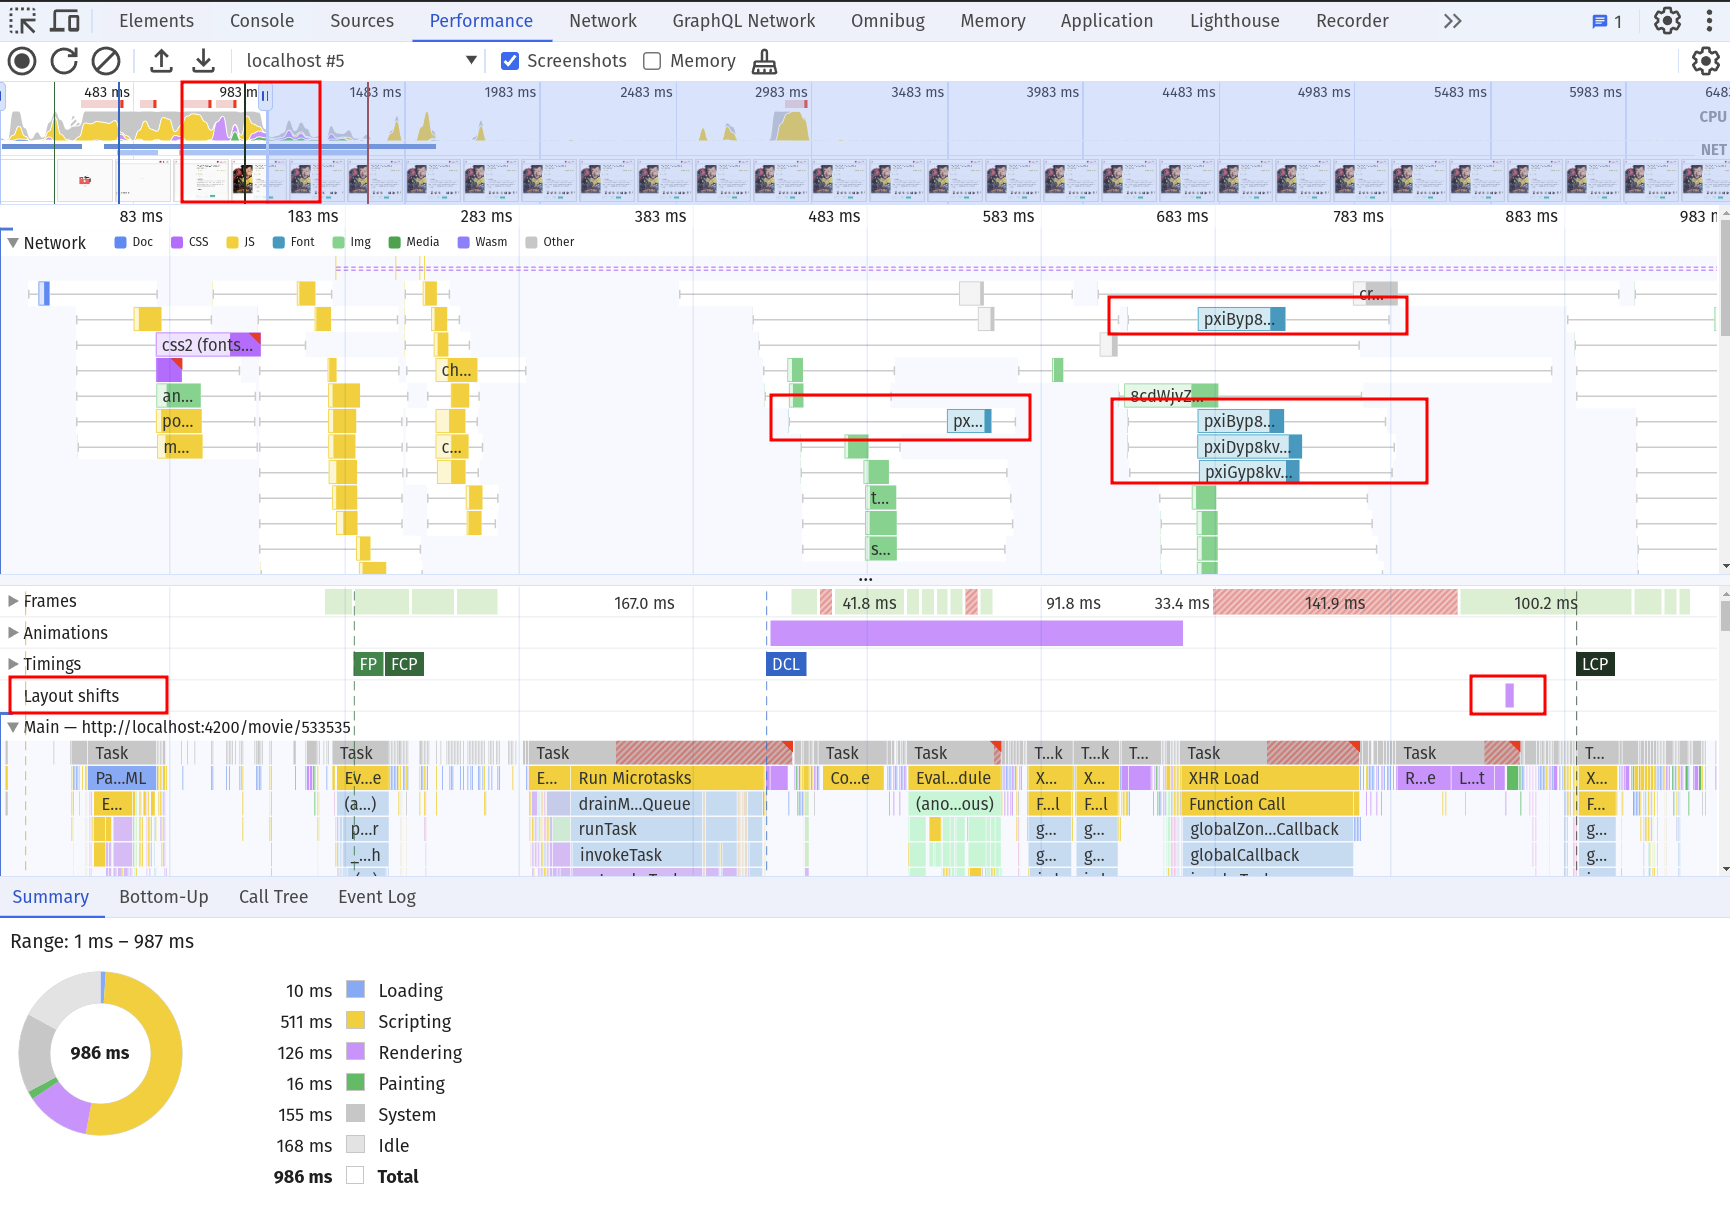 Elements Console Sources Performance Network GraphQL Network Omnibug Memory Application Lighthouse Recorder 1
localhost #5 Screenshots Memory
483 ms 983 m 1483 ms 1983 ms 2483 ms 2983 ms 3483 ms 3983 ms 4483 ms 4983 ms 5483 ms 5983 ms 6483
CPU
NET
83 ms 183 ms 283 ms 383 ms 483 ms 583 ms 683 ms 783 ms 883 ms 983 m
Network Doc CSS JS Font Img Media Wasm Other
cr...
pxiByp8...
css2 (fonts...
ch...
an... 8cdWjvZ...
po... px... pxiByp8...
m... c... pxiDyp8kv...
pxiGyp8kv...
t...
s...
...
Frames 167.0 ms 41.8 ms 91.8 ms 33.4 ms 141.9 ms 100.2 ms
Animations
Timings FP FCP DCL LCP
Layout shifts
Main — http://localhost:4200/movie/533535
Task Task Task Task Task T...k T...k T... Task Task T...
Pa...ML Ev...e E... Run Microtasks Co...e Eval...dule X... X... XHR Load R...e L...t X...
E... (a...) drainM...Queue (ano...ous) F...l F...l Function Call F...
p...r runTask g... g... globalZon...Callback g...
_...h invokeTask g... g... globalCallback g...
Summary Bottom-Up Call Tree Event Log
Range: 1 ms – 987 ms
986 ms
10 ms Loading
511 ms Scripting
126 ms Rendering
16 ms Painting
155 ms System
168 ms Idle
986 ms Total